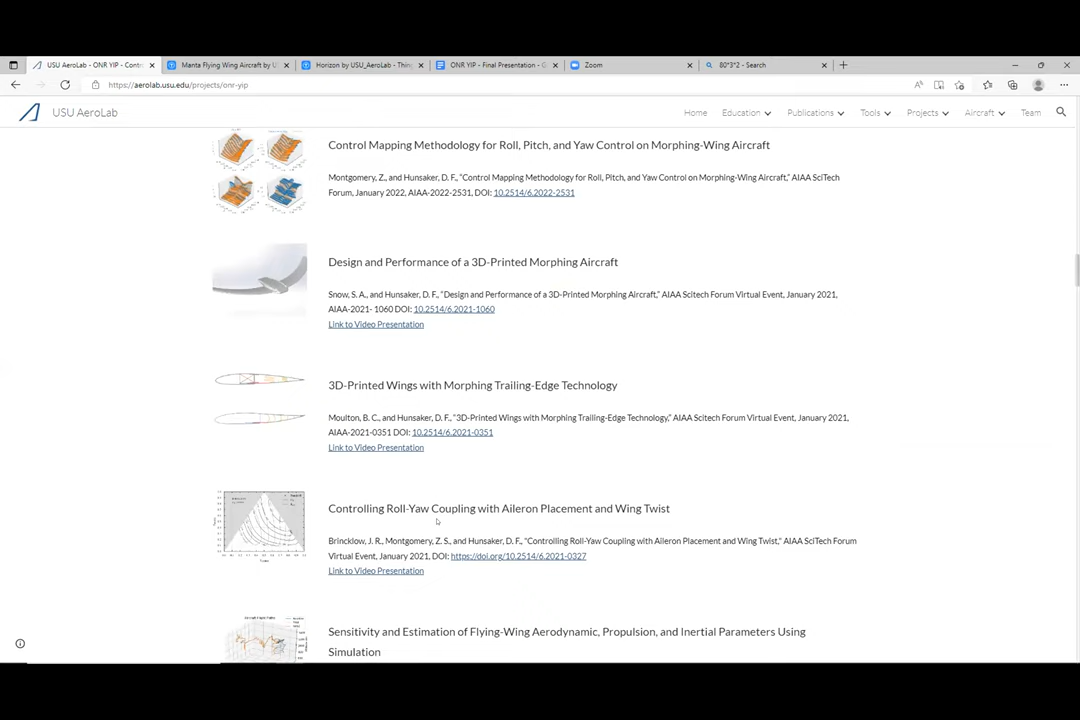 USU AeroLab - ONR YIP - Contr
Manta Flying Wing Aircraft by U
Horizon by USU_AeroLab - Thing
ONR YIP - Final Presentation - G
Zoom
80*3*2 - Search
https://aerolab.usu.edu/projects/onr-yip
USU AeroLab
Home Education Publications Tools Projects Aircraft Team
Control Mapping Methodology for Roll, Pitch, and Yaw Control on Morphing-Wing Aircraft
Montgomery, Z., and Hunsaker, D. F., "Control Mapping Methodology for Roll, Pitch, and Yaw Control on Morphing-Wing Aircraft," AIAA SciTech
Forum, January 2022, AIAA-2022-2531, DOI: 10.2514/6.2022-2531
Design and Performance of a 3D-Printed Morphing Aircraft
Snow, S. A., and Hunsaker, D. F., "Design and Performance of a 3D-Printed Morphing Aircraft," AIAA Scitech Forum Virtual Event, January 2021,
AIAA-2021- 1060 DOI: 10.2514/6.2021-1060
Link to Video Presentation
3D-Printed Wings with Morphing Trailing-Edge Technology
Moulton, B. C., and Hunsaker, D. F., "3D-Printed Wings with Morphing Trailing-Edge Technology," AIAA Scitech Forum Virtual Event, January 2021,
AIAA-2021-0351 DOI: 10.2514/6.2021-0351
Link to Video Presentation
Controlling Roll-Yaw Coupling with Aileron Placement and Wing Twist
Brincklow, J. R., Montgomery, Z. S., and Hunsaker, D. F., "Controlling Roll-Yaw Coupling with Aileron Placement and Wing Twist," AIAA SciTech Forum
Virtual Event, January 2021, DOI: https://doi.org/10.2514/6.2021-0327
Link to Video Presentation
Sensitivity and Estimation of Flying-Wing Aerodynamic, Propulsion, and Inertial Parameters Using
Simulation